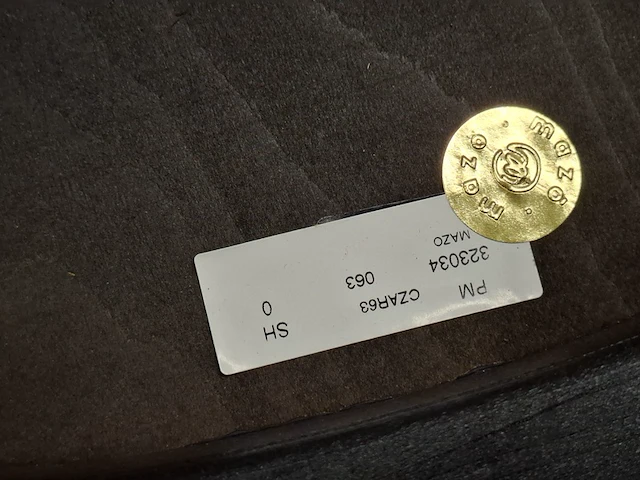 PM CZAR63 SH
323034 063 0
MAZO
mazo · mazo ·